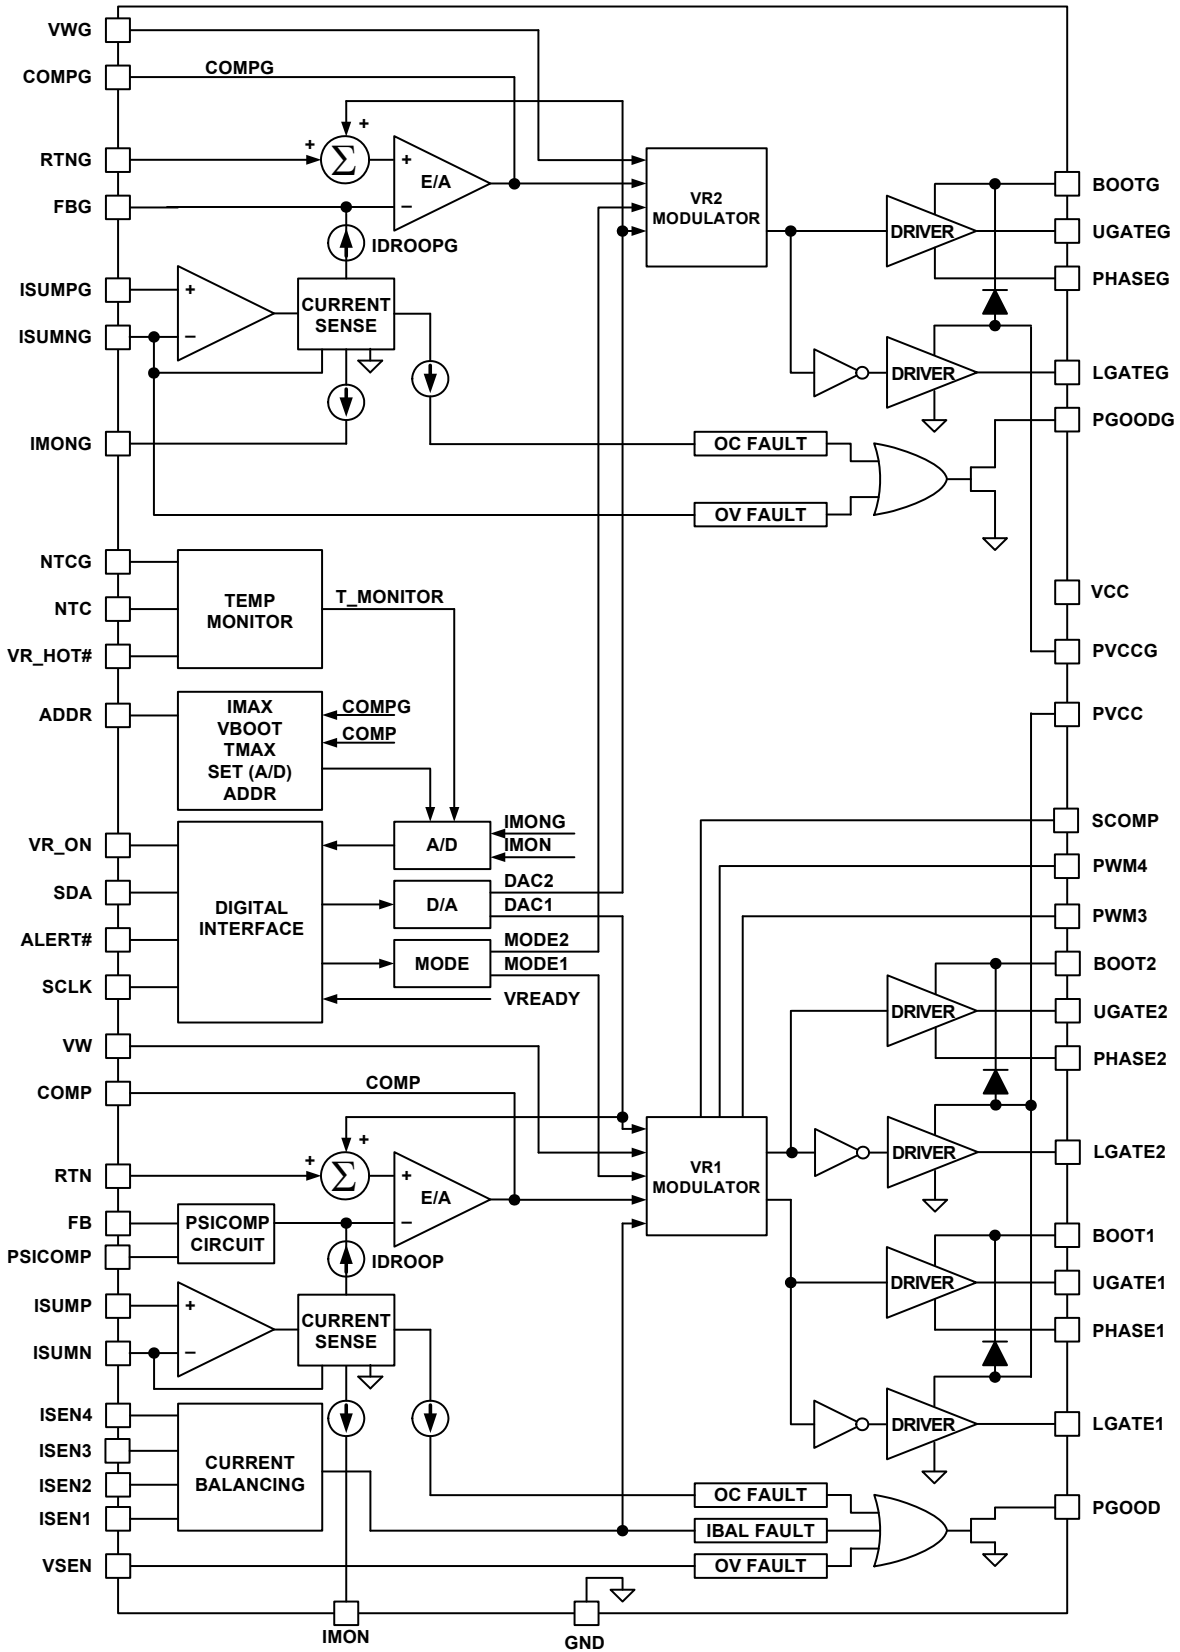 VWG
COMPG
COMPG
+
+
RTNG
Σ
+
E/A
−
FBG
IDROOPG
VR2
MODULATOR
BOOTG
DRIVER
UGATEG
PHASEG
ISUMPG
+
ISUMNG
−
CURRENT
SENSE
DRIVER
LGATEG
PGOODG
IMONG
OC FAULT
OV FAULT
NTCG
NTC
VR_HOT#
TEMP
MONITOR
T_MONITOR
VCC
PVCCG
ADDR
IMAX
VBOOT
TMAX
SET (A/D)
ADDR
COMPG
COMP
PVCC
VR_ON
SDA
ALERT#
SCLK
DIGITAL
INTERFACE
A/D
IMONG
IMON
D/A
DAC2
DAC1
MODE
MODE2
MODE1
VREADY
SCOMP
PWM4
PWM3
BOOT2
DRIVER
UGATE2
PHASE2
VW
COMP
COMP
+
+
RTN
Σ
+
E/A
−
VR1
MODULATOR
DRIVER
LGATE2
FB
PSICOMP
PSICOMP
CIRCUIT
IDROOP
BOOT1
DRIVER
UGATE1
PHASE1
ISUMP
+
ISUMN
−
CURRENT
SENSE
DRIVER
LGATE1
ISEN4
ISEN3
ISEN2
ISEN1
CURRENT
BALANCING
OC FAULT
IBAL FAULT
OV FAULT
PGOOD
VSEN
IMON
GND